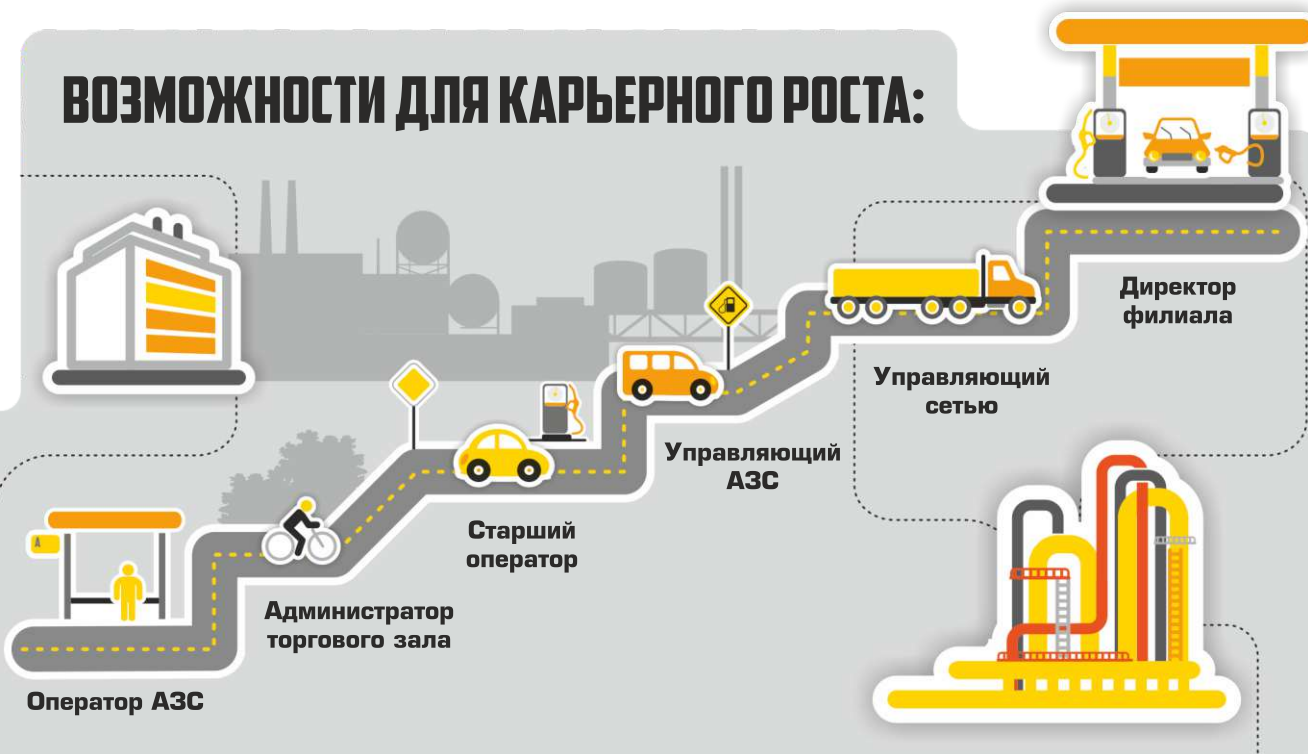 ВОЗМОЖНОСТИ ДЛЯ КАРЬЕРНОГО РОСТА:
Директор
филиала
Управляющий
сетью
Управляющий
АЗС
Старший
оператор
A
Администратор
торгового зала
Оператор АЗС